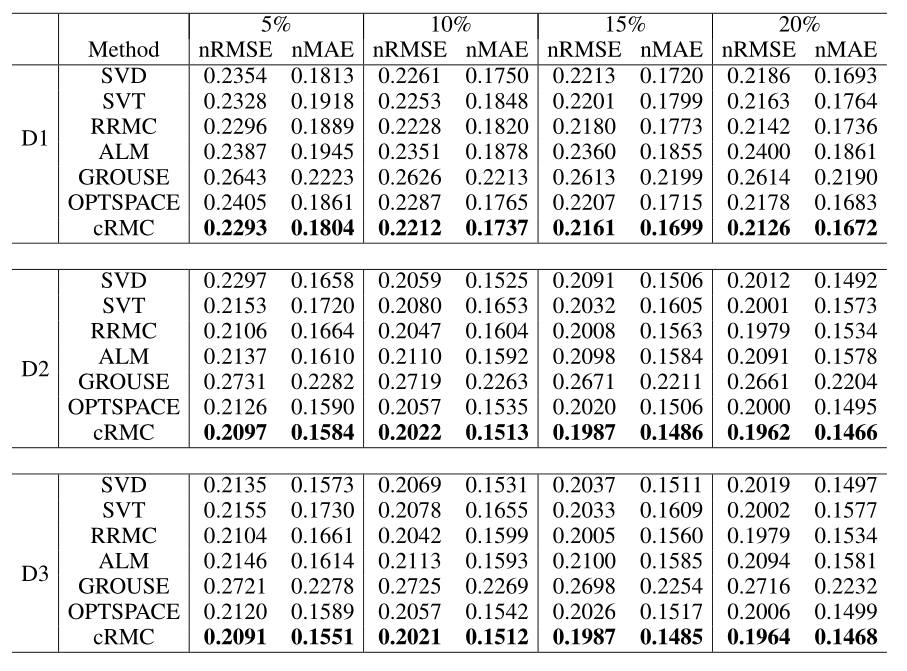 5% 10% 15% 20%
Method nRMSE nMAE nRMSE nMAE nRMSE nMAE nRMSE nMAE
D1
SVD 0.2354 0.1813 0.2261 0.1750 0.2213 0.1720 0.2186 0.1693
SVT 0.2328 0.1918 0.2253 0.1848 0.2201 0.1799 0.2163 0.1764
RRMC 0.2296 0.1889 0.2228 0.1820 0.2180 0.1773 0.2142 0.1736
ALM 0.2387 0.1945 0.2351 0.1878 0.2360 0.1855 0.2400 0.1861
GROUSE 0.2643 0.2223 0.2626 0.2213 0.2613 0.2199 0.2614 0.2190
OPTSPACE 0.2405 0.1861 0.2287 0.1765 0.2207 0.1715 0.2178 0.1683
cRMC 0.2293 0.1804 0.2212 0.1737 0.2161 0.1699 0.2126 0.1672
D2
SVD 0.2297 0.1658 0.2059 0.1525 0.2091 0.1506 0.2012 0.1492
SVT 0.2153 0.1720 0.2080 0.1653 0.2032 0.1605 0.2001 0.1573
RRMC 0.2106 0.1664 0.2047 0.1604 0.2008 0.1563 0.1979 0.1534
ALM 0.2137 0.1610 0.2110 0.1592 0.2098 0.1584 0.2091 0.1578
GROUSE 0.2731 0.2282 0.2719 0.2263 0.2671 0.2211 0.2661 0.2204
OPTSPACE 0.2126 0.1590 0.2057 0.1535 0.2020 0.1506 0.2000 0.1495
cRMC 0.2097 0.1584 0.2022 0.1513 0.1987 0.1486 0.1962 0.1466
D3
SVD 0.2135 0.1573 0.2069 0.1531 0.2037 0.1511 0.2019 0.1497
SVT 0.2155 0.1730 0.2078 0.1655 0.2033 0.1609 0.2002 0.1577
RRMC 0.2104 0.1661 0.2042 0.1599 0.2005 0.1560 0.1979 0.1534
ALM 0.2146 0.1614 0.2113 0.1593 0.2100 0.1585 0.2094 0.1581
GROUSE 0.2721 0.2278 0.2725 0.2269 0.2698 0.2254 0.2716 0.2232
OPTSPACE 0.2120 0.1589 0.2057 0.1542 0.2026 0.1517 0.2006 0.1499
cRMC 0.2091 0.1551 0.2021 0.1512 0.1987 0.1485 0.1964 0.1468